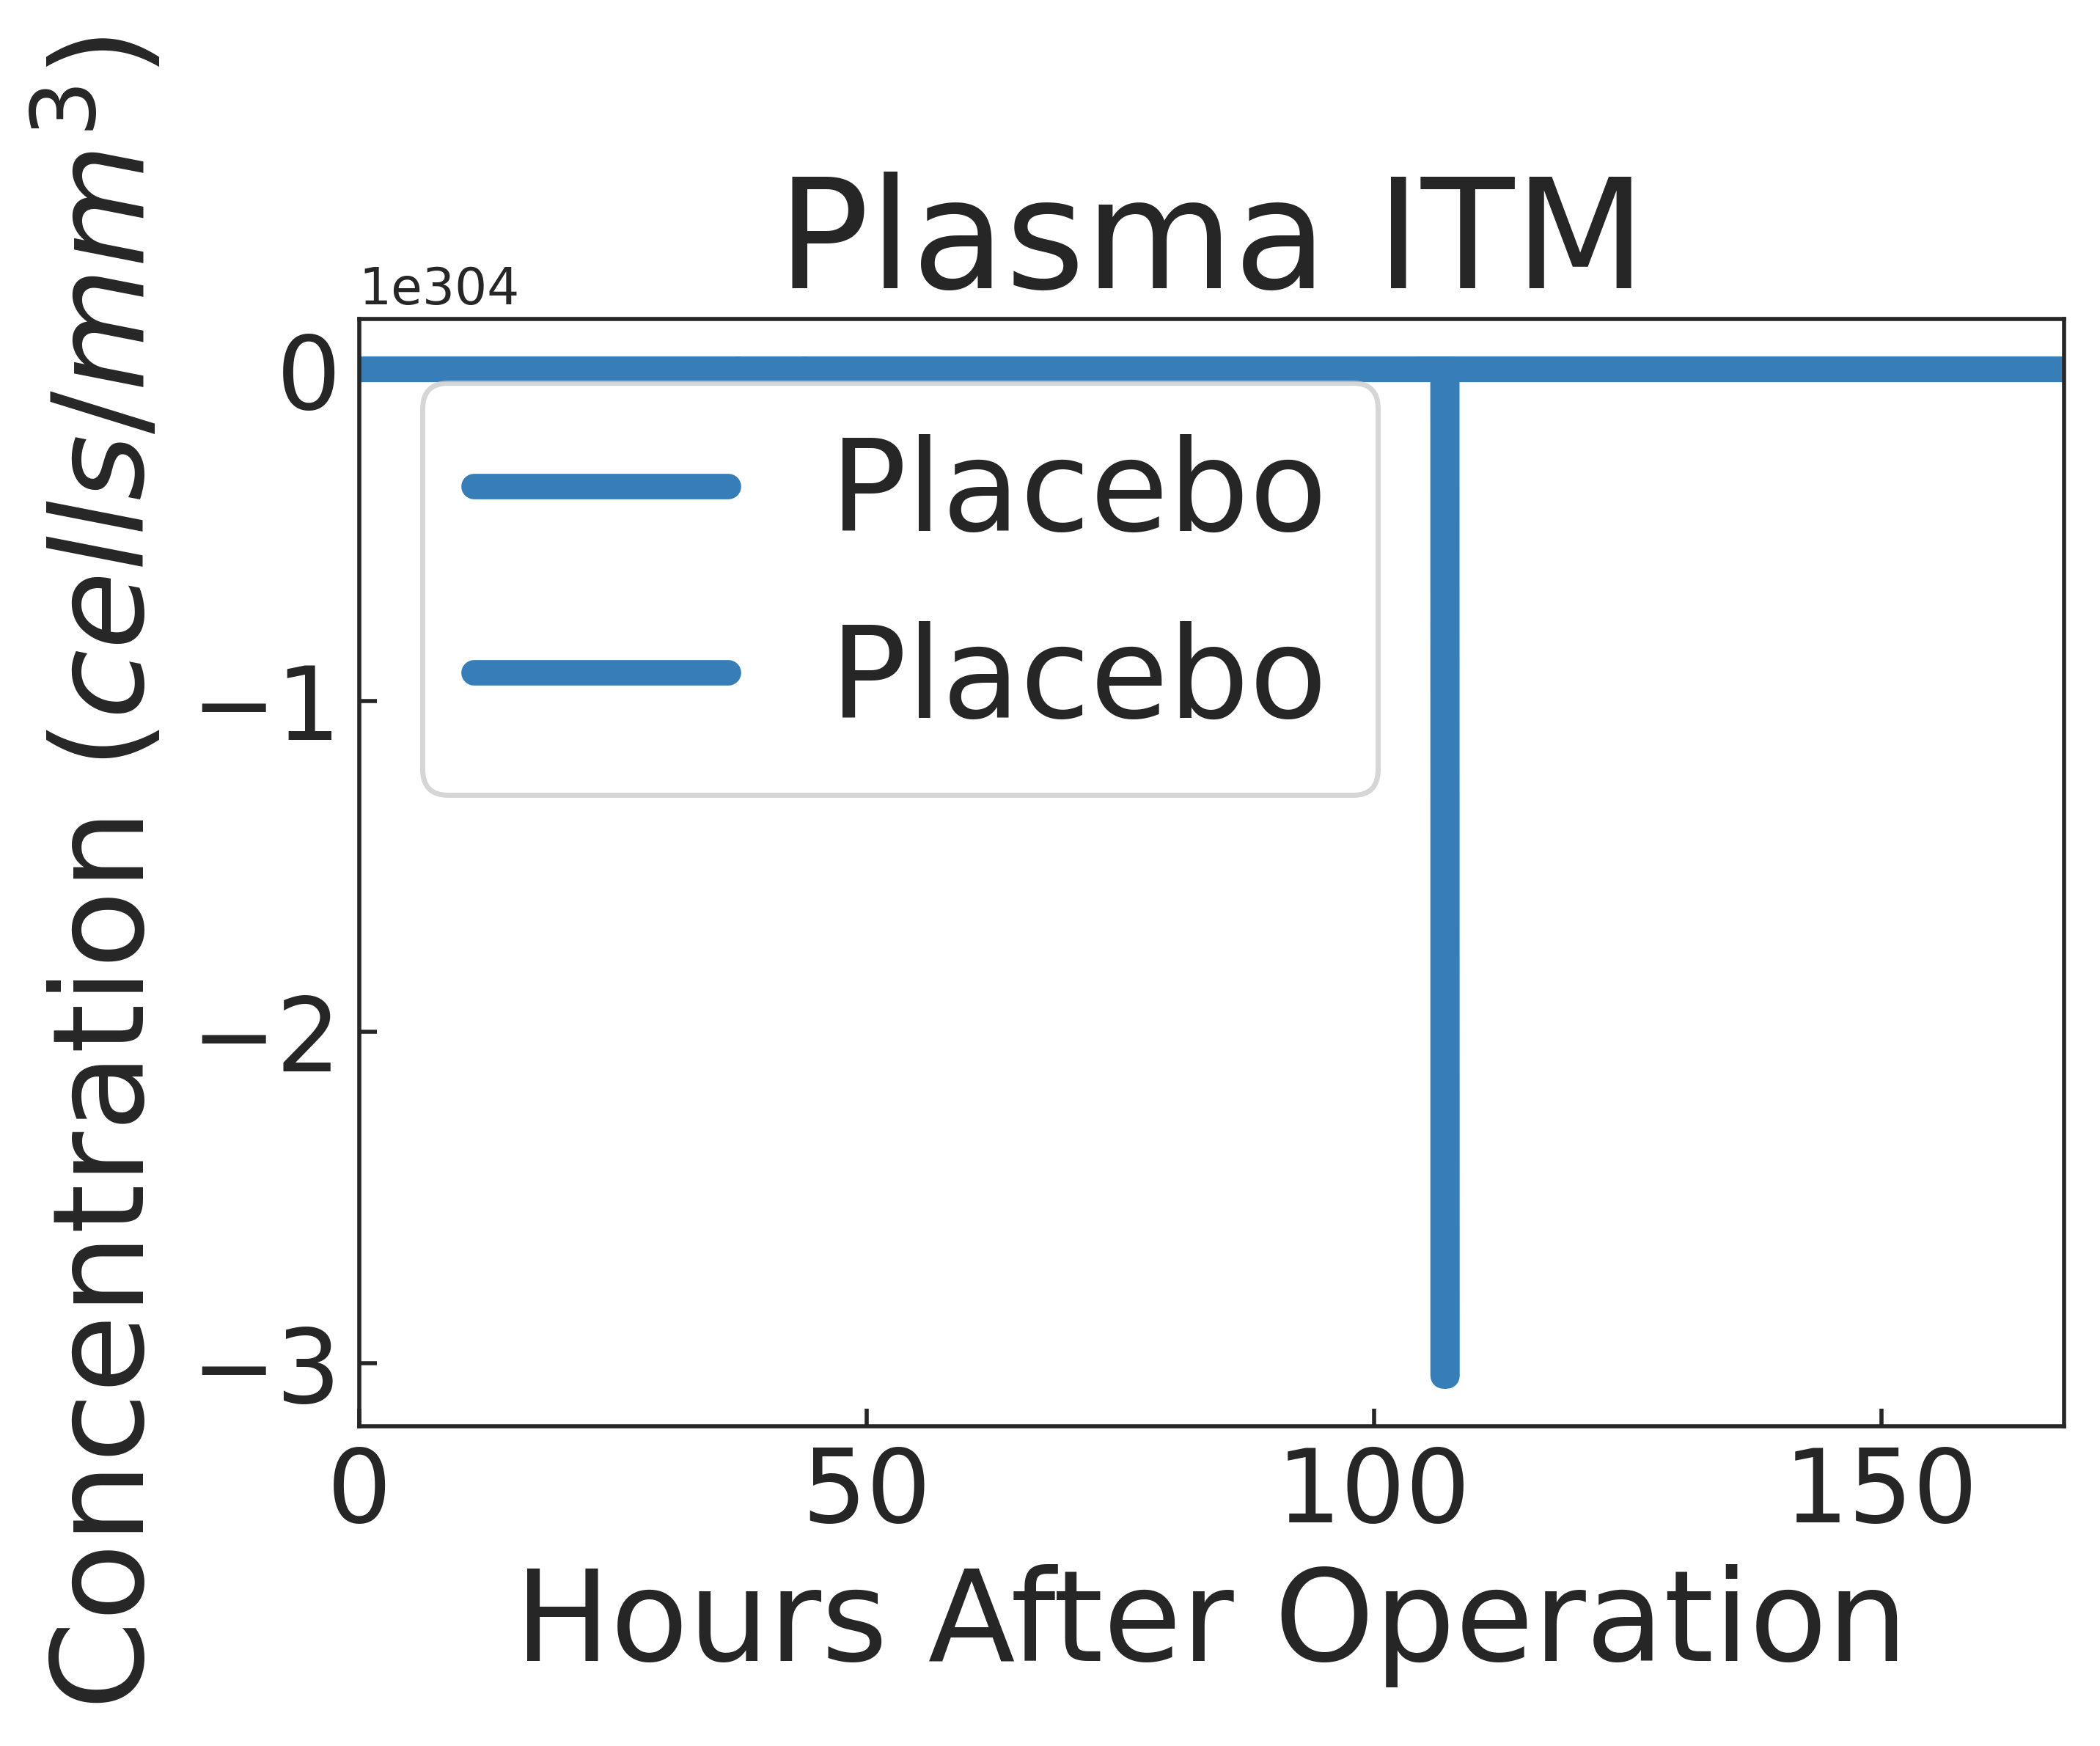 Plasma ITM
1e304
Concentration (cells/mm³)
0
−1
−2
−3
Placebo
Placebo
0 50 100 150
Hours After Operation